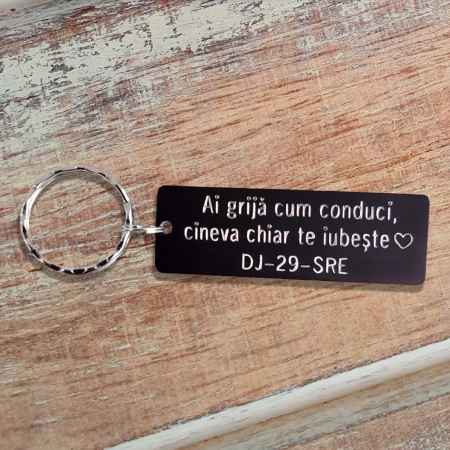 Ai grijă cum conduci,
cineva chiar te iubește♡
DJ-29-SRE